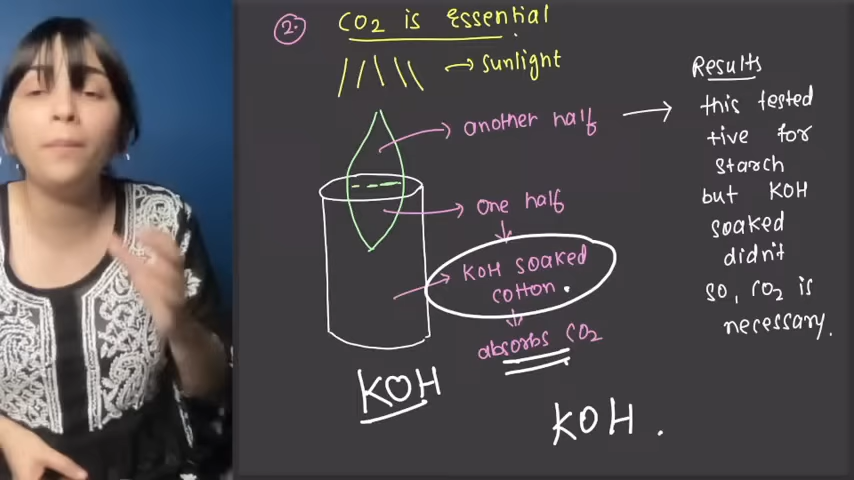 2. CO2 is essential
→ sunlight
→ another half →
→ one half
→ KOH soaked
cotton.
absorbs CO2
KOH
KOH.
Results
this tested
tive for
starch
but KOH
soaked
didn't
so, CO2 is
necessary.